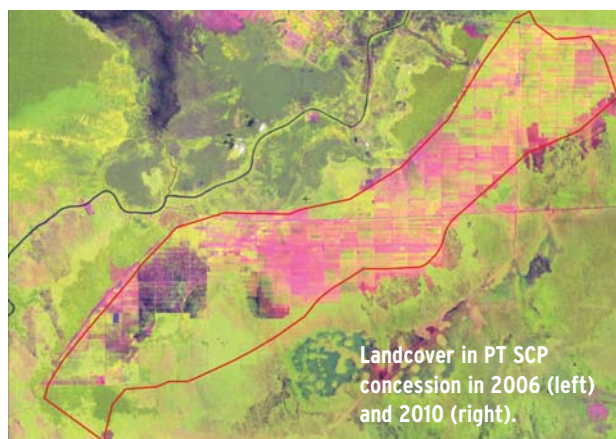 Landcover in PT SCP
concession in 2006 (left)
and 2010 (right).